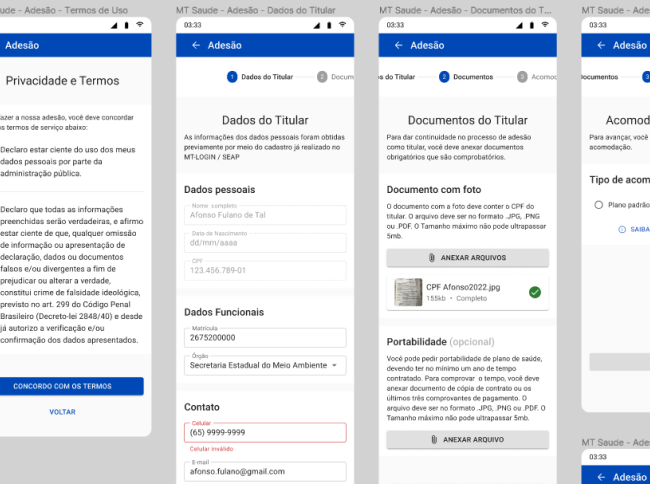 ude - Adesão - Termos de Uso
Adesão
Privacidade e Termos
azer a nossa adesão, você deve concordar
s termos de serviço abaixo:
Declaro estar ciente do uso dos meus
dados pessoais por parte da
administração pública.
Declaro que todas as informações
preenchidas serão verdadeiras, e afirmo
estar ciente de que, qualquer omissão
de informação ou apresentação de
declaração, dados ou documentos
falsos e/ou divergentes a fim de
prejudicar ou alterar a verdade,
constitui crime de falsidade ideológica,
previsto no art. 299 do Código Penal
Brasileiro (Decreto-lei 2848/40) e desde
já autorizo a verificação e/ou
confirmação dos dados apresentados.
CONCORDO COM OS TERMOS
VOLTAR
MT Saude - Adesão - Dados do Titular
03:33
Adesão
1 Dados do Titular
2 Docum
Dados do Titular
As informações dos dados pessoais foram obtidas
previamente por meio do cadastro já realizado no
MT-LOGIN / SEAP
Dados pessoais
Nome completo
Afonso Fulano de Tal
Data de Nascimento
dd/mm/aaaa
CPF
123.456.789-01
Dados Funcionais
Matrícula
2675200000
Órgão
Secretaria Estadual do Meio Ambiente
Contato
Celular
(65) 9999-9999
Celular inválido
E-mail
afonso.fulano@gmail.com
MT Saude - Adesão - Documentos do T...
03:33
Adesão
s do Titular
2 Documentos
3 Acomod
Documentos do Titular
Para dar continuidade no processo de adesão
como titular, você deve anexar documentos
obrigatórios que são comprobatórios.
Documento com foto
O documento com a foto deve conter o CPF do
titular. O arquivo deve ser no formato .JPG, .PNG
ou .PDF. O Tamanho máximo não pode ultrapassar
5mb.
ANEXAR ARQUIVOS
CPF Afonso2022.jpg
155kb • Completo
Portabilidade (opcional)
Você pode pedir portabilidade de plano de saúde,
devendo ter no mínimo um ano de tempo
contratado. Para comprovar o tempo, você deve
anexar documento de cópia de contrato ou os
últimos três comprovantes de pagamento. O
arquivo deve ser no formato .JPG, .PNG ou .PDF. O
Tamanho máximo não pode ultrapassar 5mb.
ANEXAR ARQUIVO
MT Saude - Ade
03:33
Adesão
ocumentos
3
Acomod
Para avançar, você
acomodação.
Tipo de acom
Plano padrão
SAIBA
MT Saude - Ades
03:33
Adesão